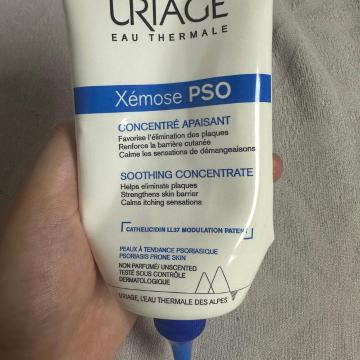 URIAGE
EAU THERMALE
Xémose PSO
CONCENTRÉ APAISANT
Favorise l'élimination des plaques
Renforce la barrière cutanée
Calme les sensations de démangeaisons
SOOTHING CONCENTRATE
Helps eliminate plaques
Strengthens skin barrier
Calms itching sensations
CATHELICIDIN LL37 MODULATION PATENT
PEAUX À TENDANCE PSORIASIQUE
PSORIASIS PRONE SKIN
NON PARFUMÉ/UNSCENTED
TESTÉ SOUS CONTRÔLE
DERMATOLOGIQUE
URIAGE, L'EAU THERMALE DES ALPES